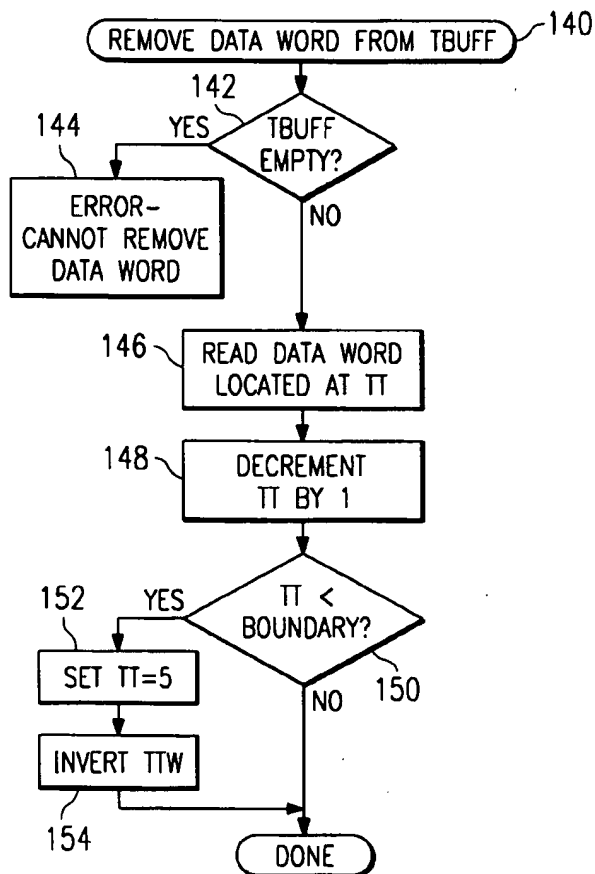 REMOVE DATA WORD FROM TBUFF
140
142
TBUFF
EMPTY?
YES
NO
144
ERROR-
CANNOT REMOVE
DATA WORD
146
READ DATA WORD
LOCATED AT TT
148
DECREMENT
TT BY 1
TT <
BOUNDARY?
150
YES
NO
152
SET TT=5
INVERT TTW
154
DONE